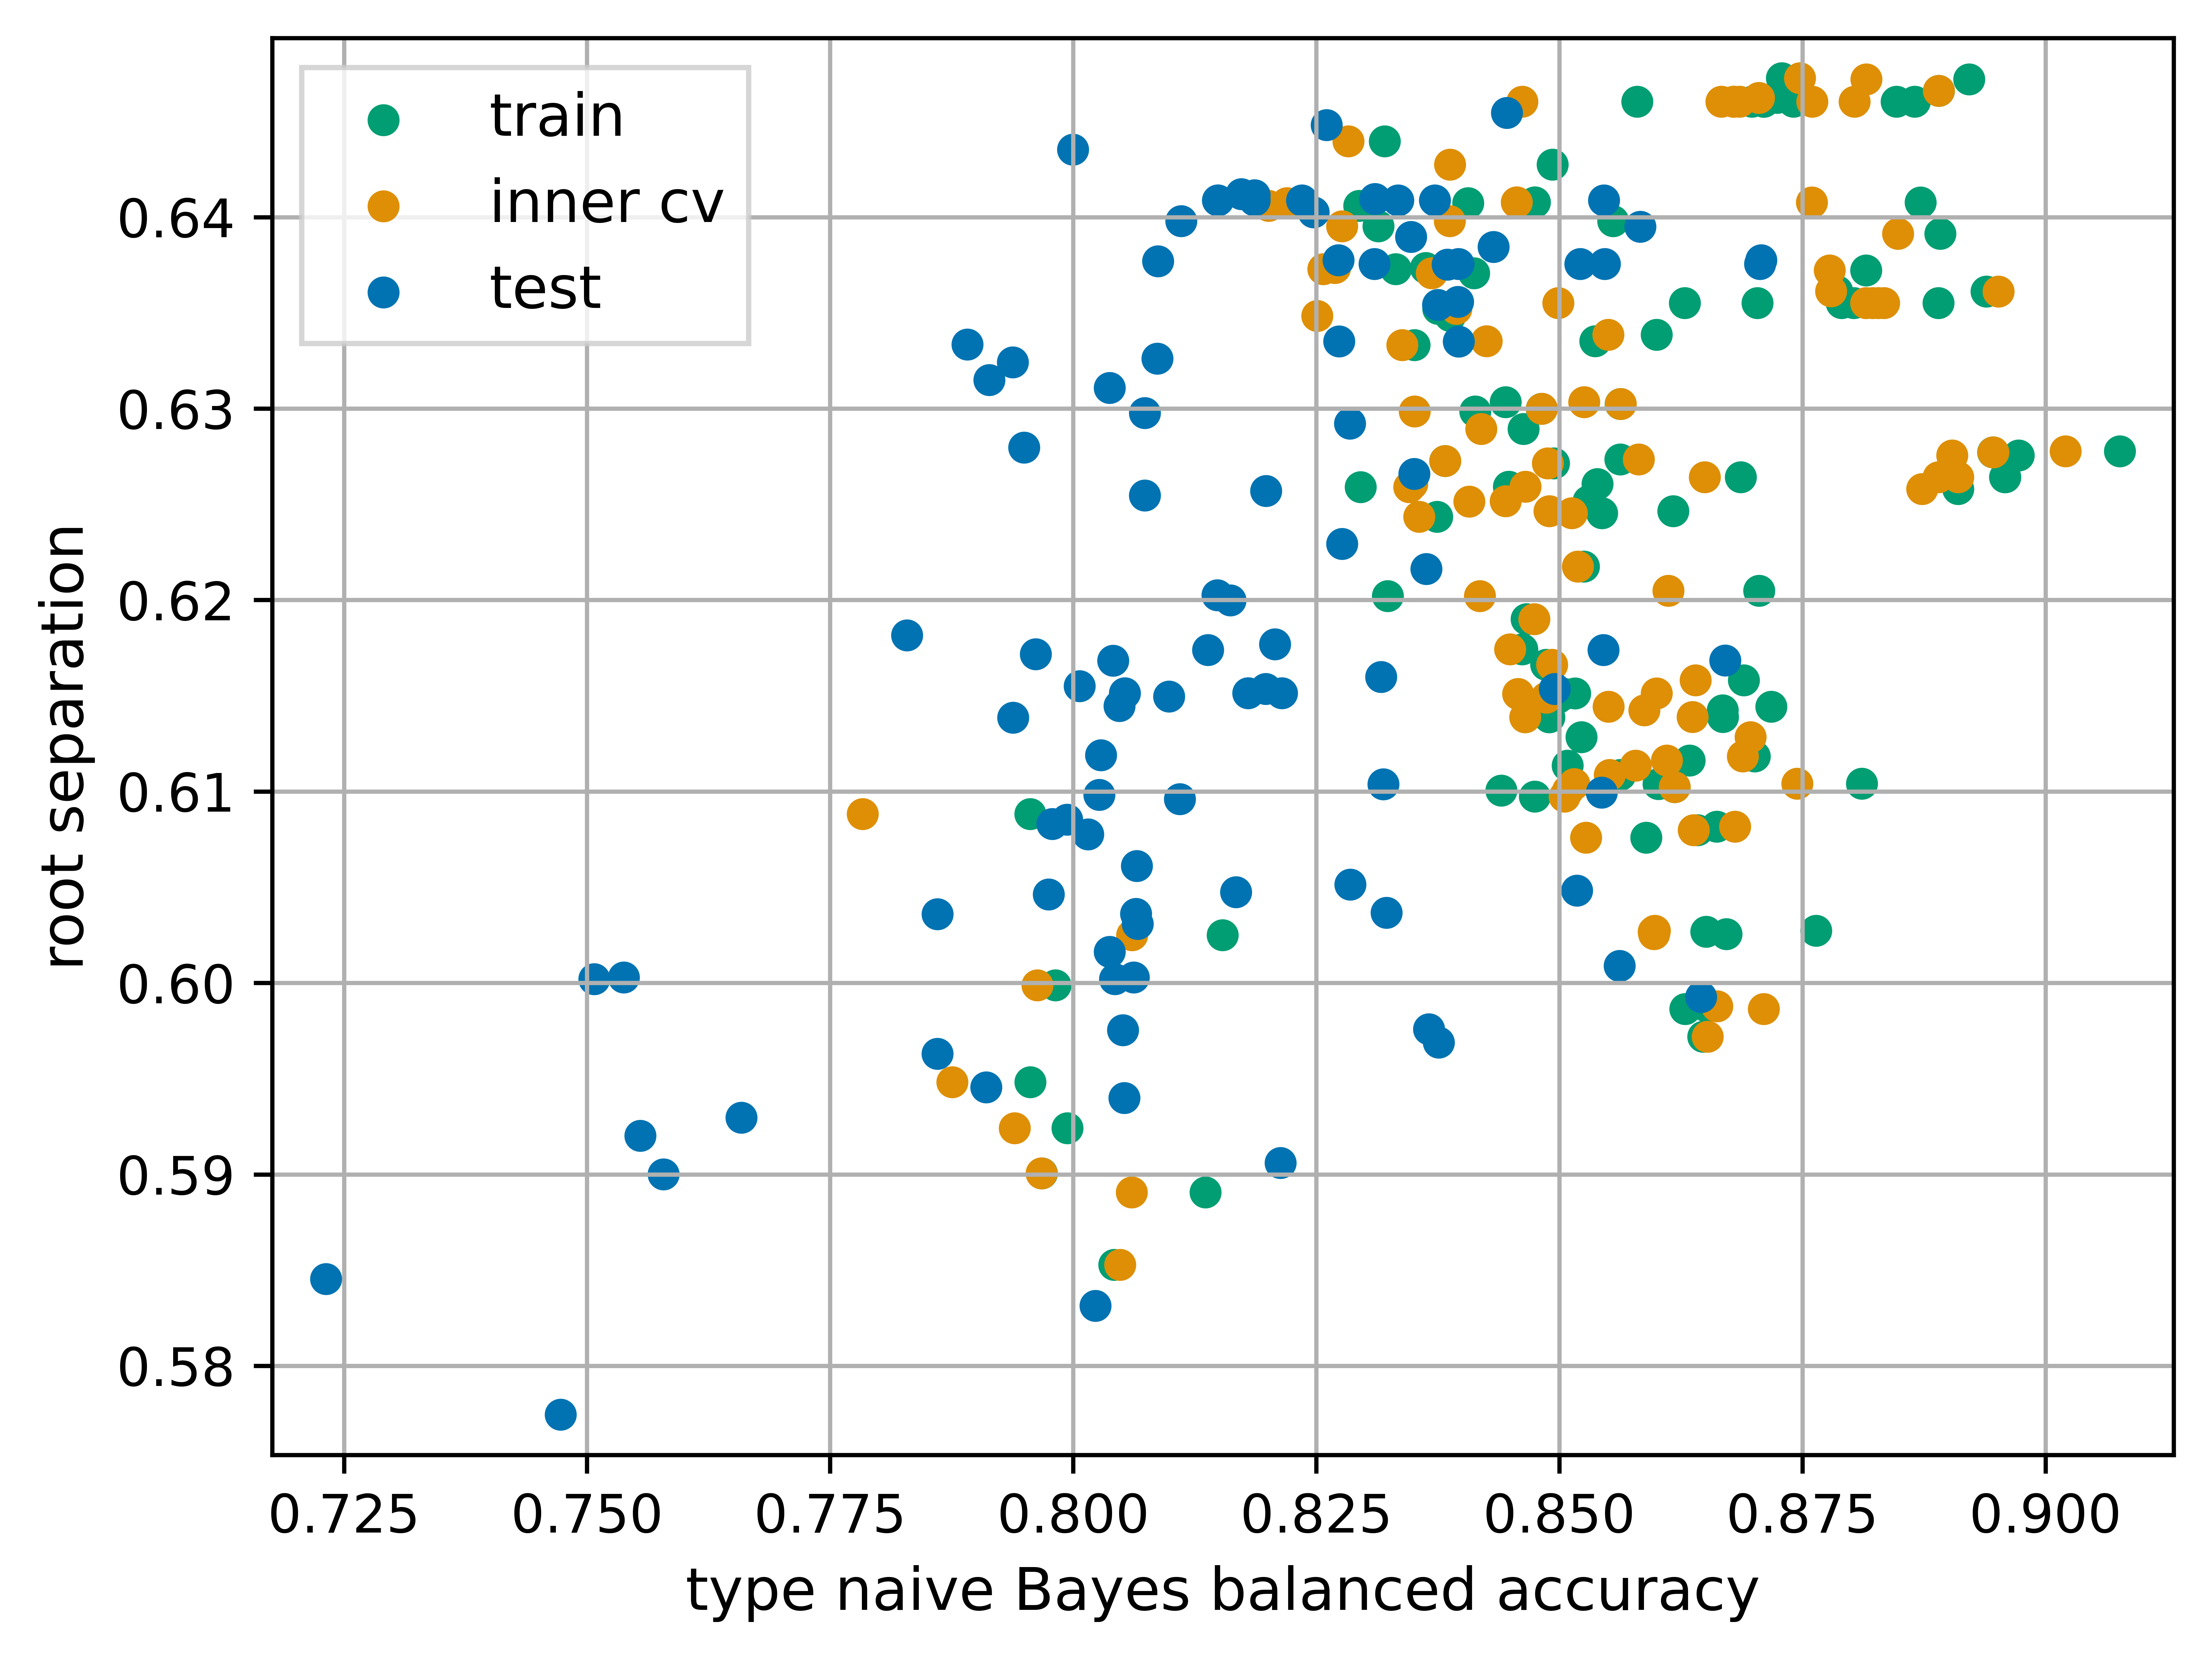 train
inner cv
test
0.64
0.63
0.62
0.61
0.60
0.59
0.58
root separation
0.725 0.750 0.775 0.800 0.825 0.850 0.875 0.900
type naive Bayes balanced accuracy